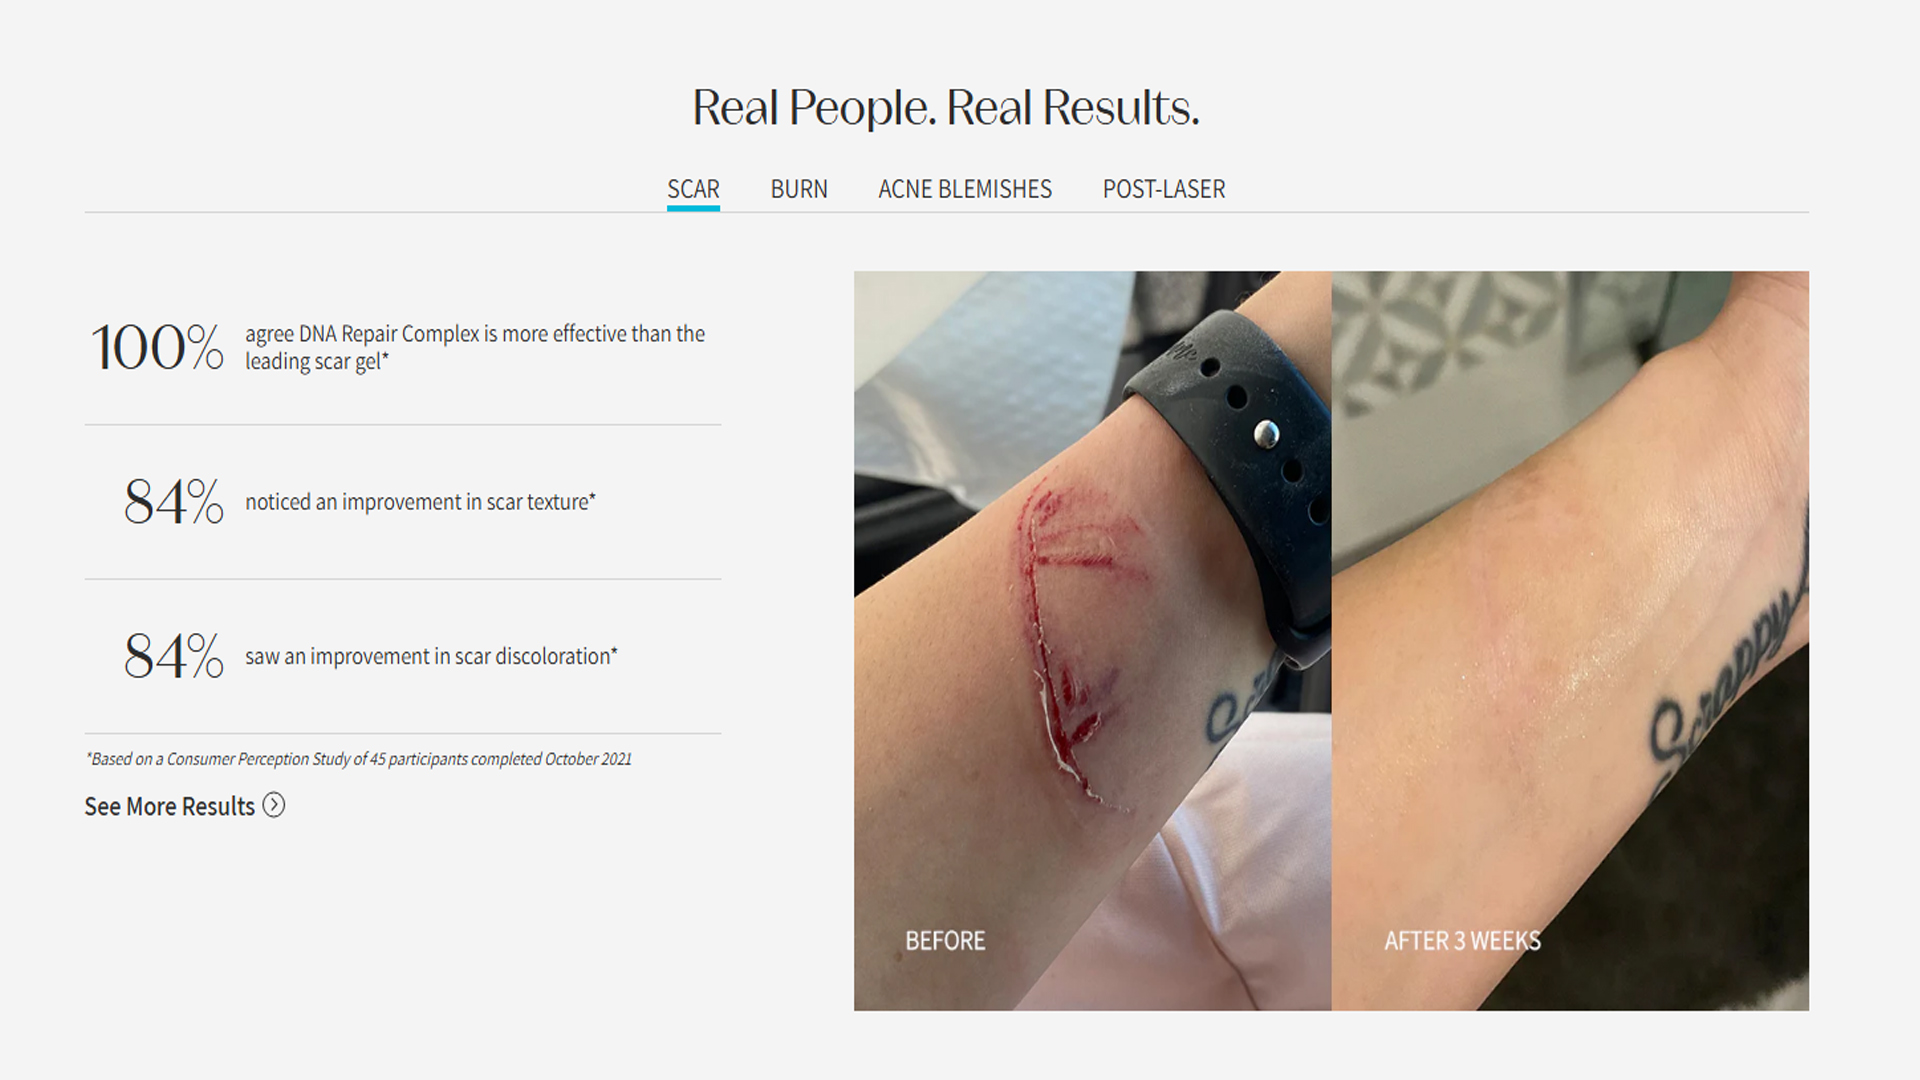 Real People. Real Results.
SCAR BURN ACNE BLEMISHES POST-LASER
100% agree DNA Repair Complex is more effective than the
leading scar gel*
84% noticed an improvement in scar texture*
84% saw an improvement in scar discoloration*
*Based on a Consumer Perception Study of 45 participants completed October 2021
See More Results
BEFORE
AFTER 3 WEEKS
Scrappy